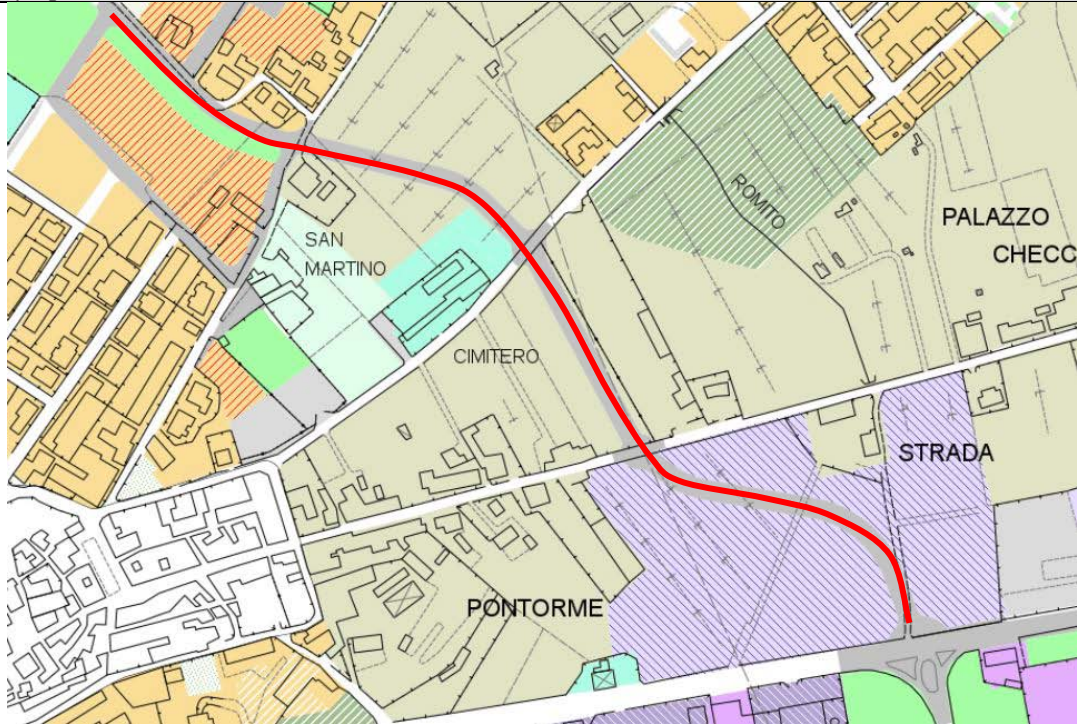 ROMITO
PALAZZO
CHECC
SAN
MARTINO
CIMITERO
STRADA
PONTORME